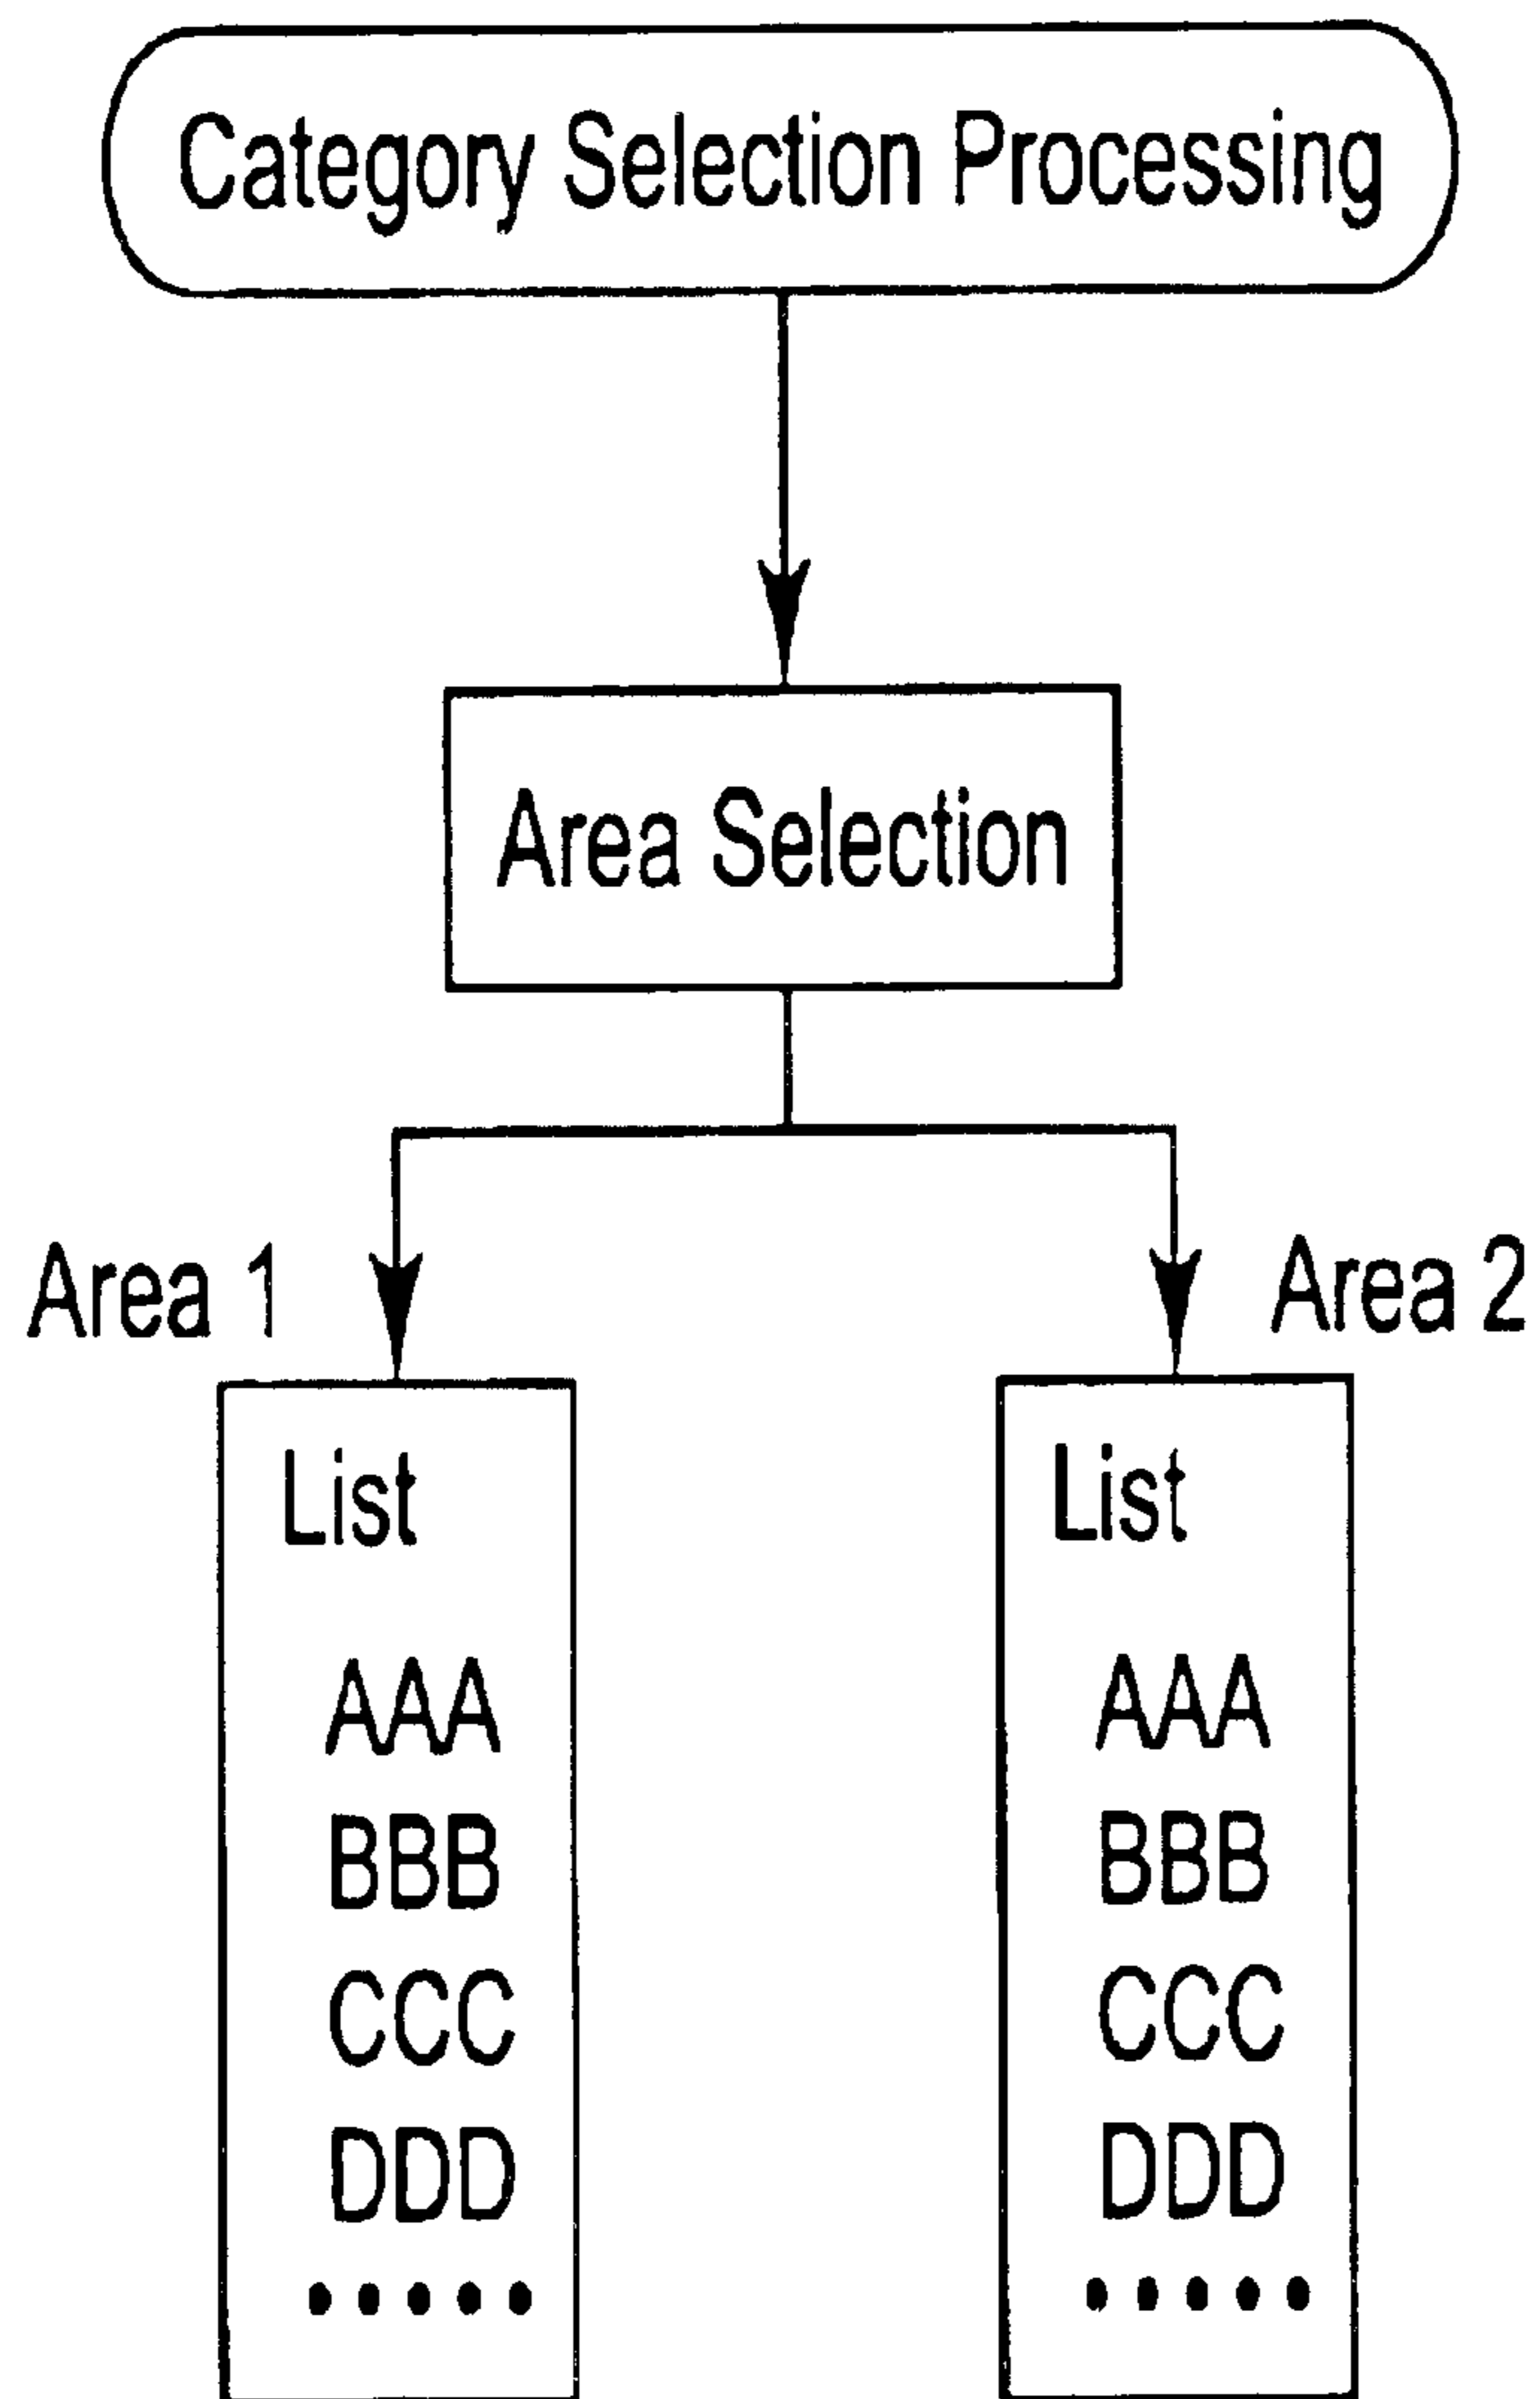 Category Selection Processing
Area Selection
Area 1
Area 2
List
AAA
BBB
CCC
DDD
•••••
List
AAA
BBB
CCC
DDD
•••••